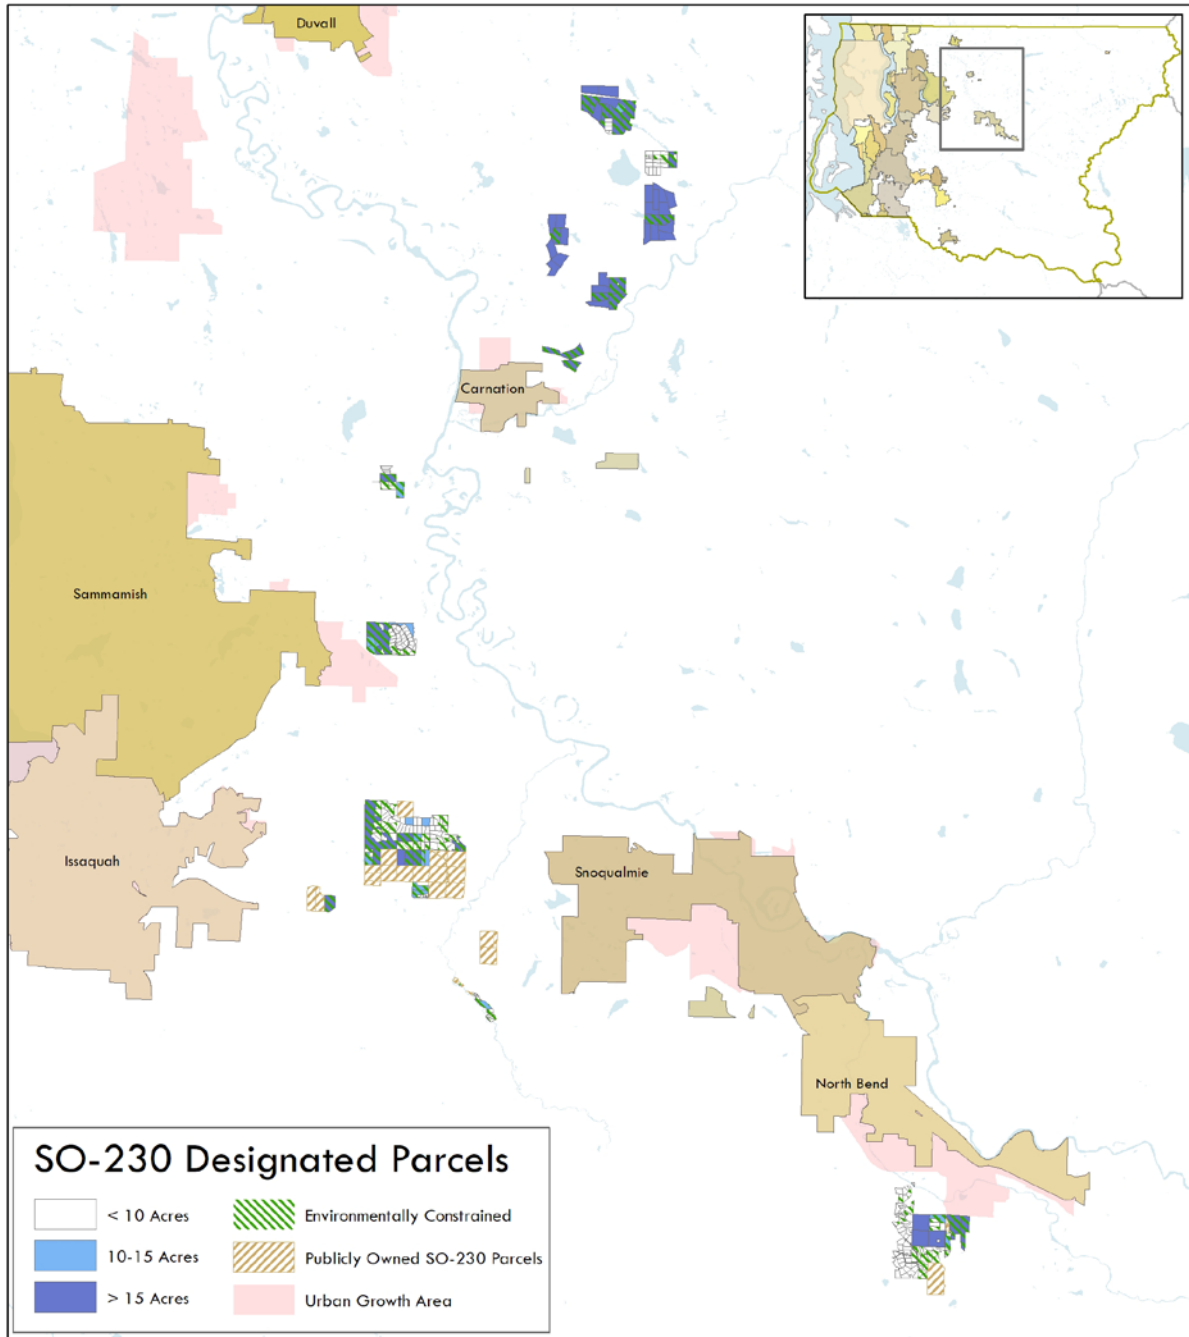 Duvall
Carnation
Sammamish
Issaquah
Snoqualmie
North Bend
SO-230 Designated Parcels
< 10 Acres
Environmentally Constrained
10-15 Acres
Publicly Owned SO-230 Parcels
> 15 Acres
Urban Growth Area